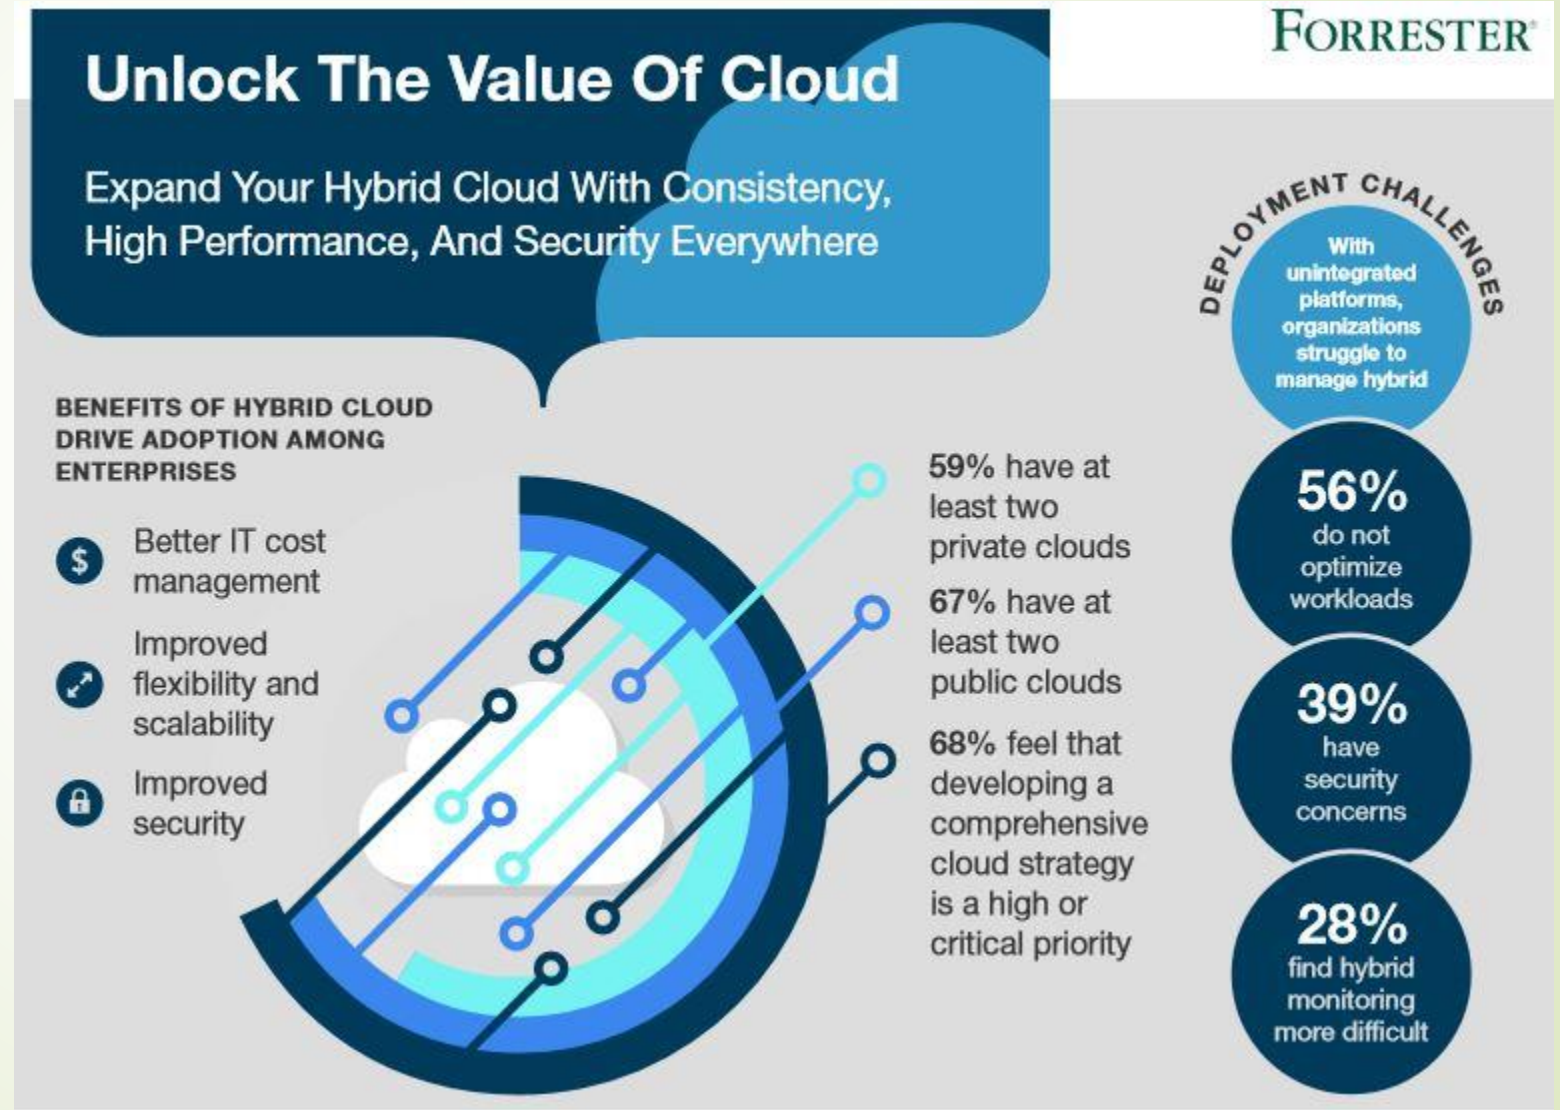 FORRESTER®
Unlock The Value Of Cloud
Expand Your Hybrid Cloud With Consistency,
High Performance, And Security Everywhere
BENEFITS OF HYBRID CLOUD
DRIVE ADOPTION AMONG
ENTERPRISES
$
Better IT cost
management
Improved
flexibility and
scalability
Improved
security
59% have at
least two
private clouds
67% have at
least two
public clouds
68% feel that
developing a
comprehensive
cloud strategy
is a high or
critical priority
DEPLOYMENT CHALLENGES
With
unintegrated
platforms,
organizations
struggle to
manage hybrid
56%
do not
optimize
workloads
39%
have
security
concerns
28%
find hybrid
monitoring
more difficult